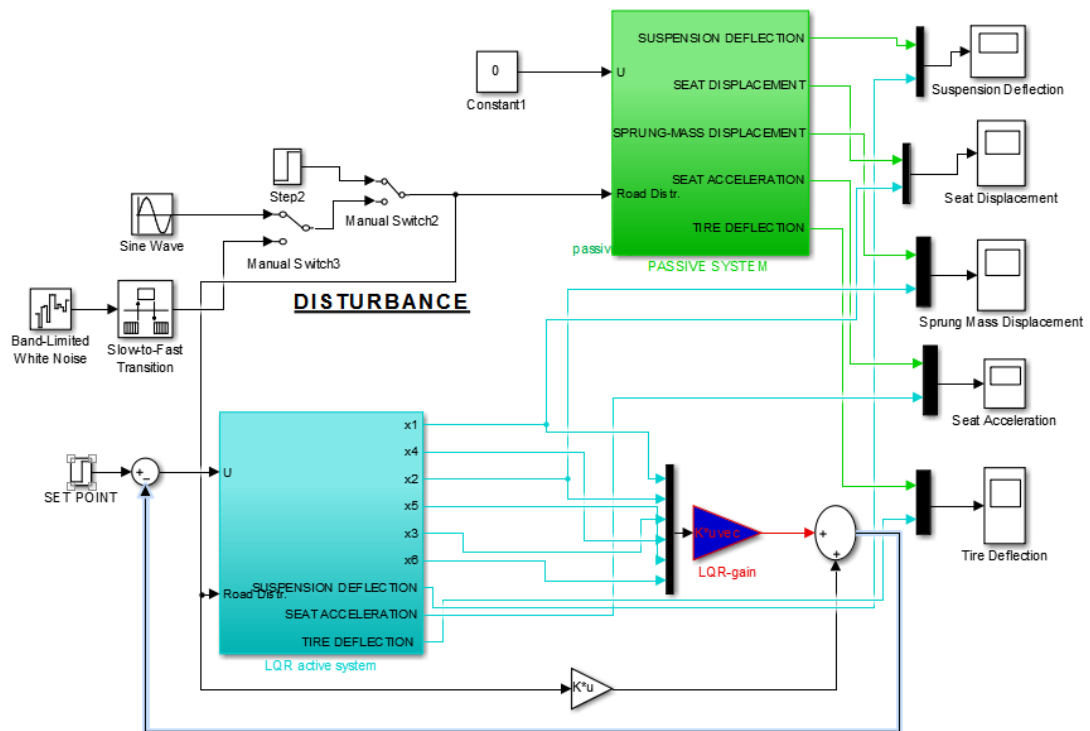 SUSPENSION DEFLECTION
0
U
Constant1
SEAT DISPLACEMENT
Suspension Deflection
SPRUNG-MASS DISPLACEMENT
Step2
SEAT ACCELERATION
Road Distr.
Seat Displacement
Manual Switch2
TIRE DEFLECTION
Sine Wave
passive
PASSIVE SYSTEM
Manual Switch3
DISTURBANCE
Sprung Mass Displacement
Band-Limited
White Noise
Slow-to-Fast
Transition
Seat Acceleration
x1
x4
U
x2
SET POINT
x5
x3
x6
K*uvec
LQR-gain
+
+
+
−
Tire Deflection
SUSPENSION DEFLECTION
Road Distr.
SEAT ACCELERATION
TIRE DEFLECTION
LQR active system
K*u